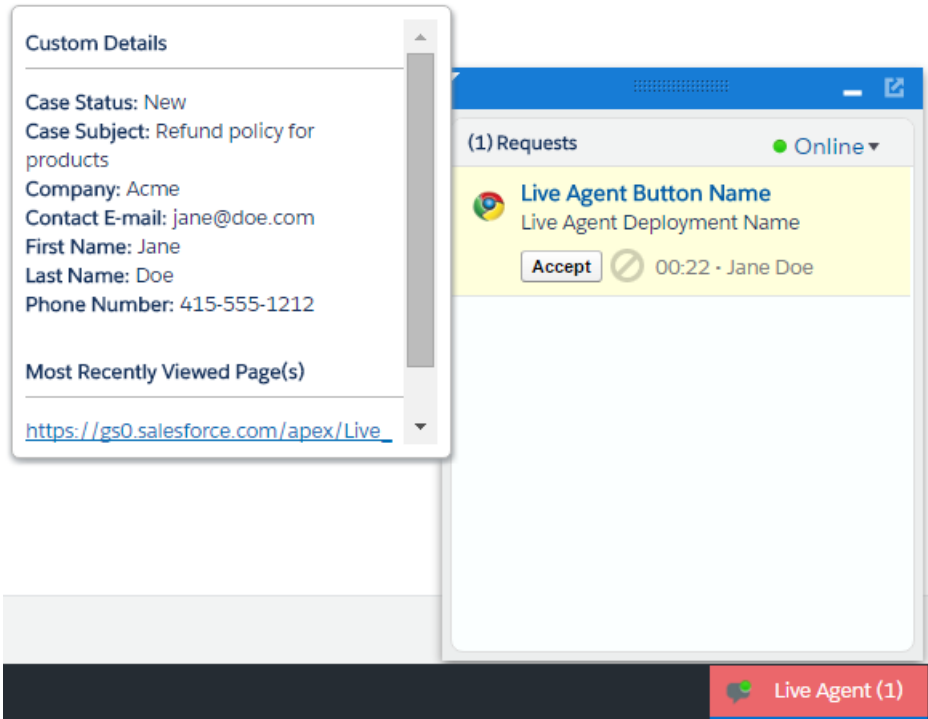 Custom Details
Case Status: New
Case Subject: Refund policy for
products
Company: Acme
Contact E-mail: jane@doe.com
First Name: Jane
Last Name: Doe
Phone Number: 415-555-1212
Most Recently Viewed Page(s)
https://gs0.salesforce.com/apex/Live_
(1) Requests
Online
Live Agent Button Name
Live Agent Deployment Name
Accept
00:22 · Jane Doe
Live Agent (1)